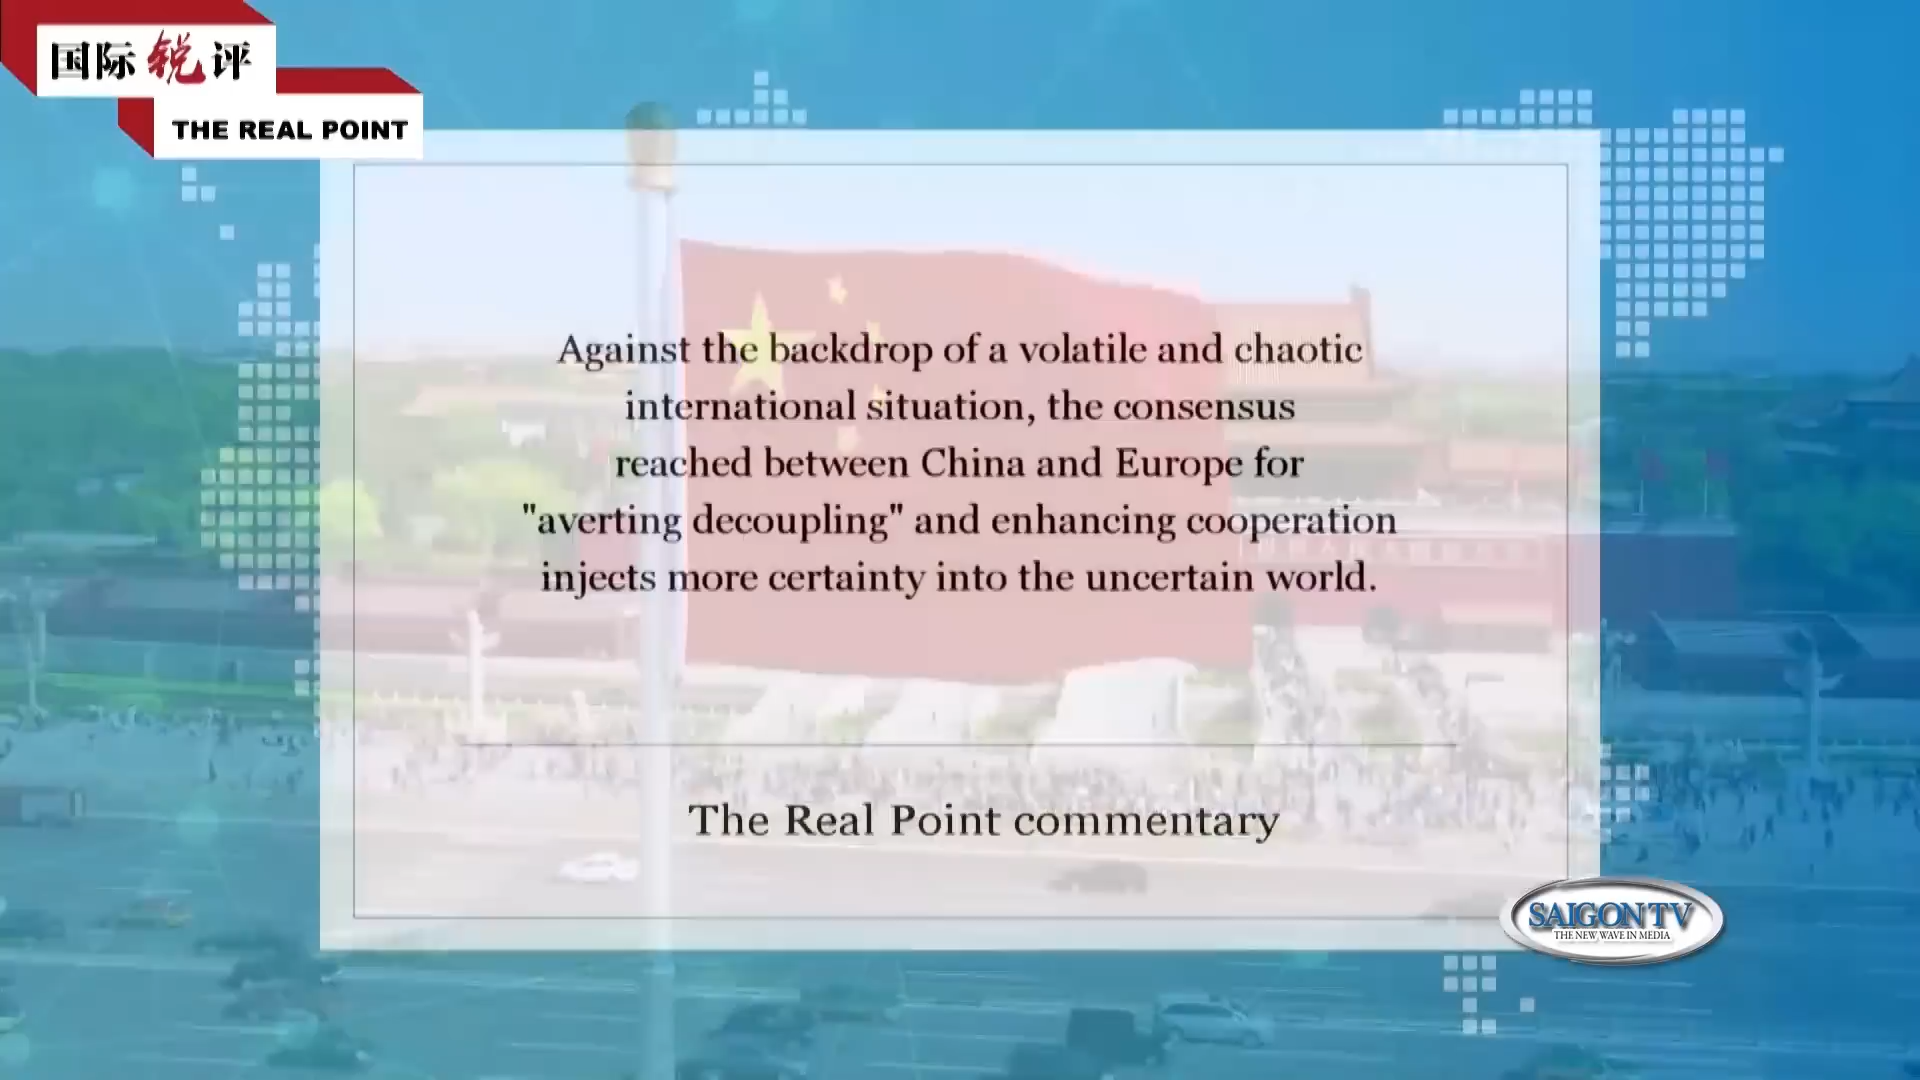 国际锐评
THE REAL POINT
Against the backdrop of a volatile and chaotic
international situation, the consensus
reached between China and Europe for
"averting decoupling" and enhancing cooperation
injects more certainty into the uncertain world.
The Real Point commentary
SAIGON TV
THE NEW WAVE IN MEDIA